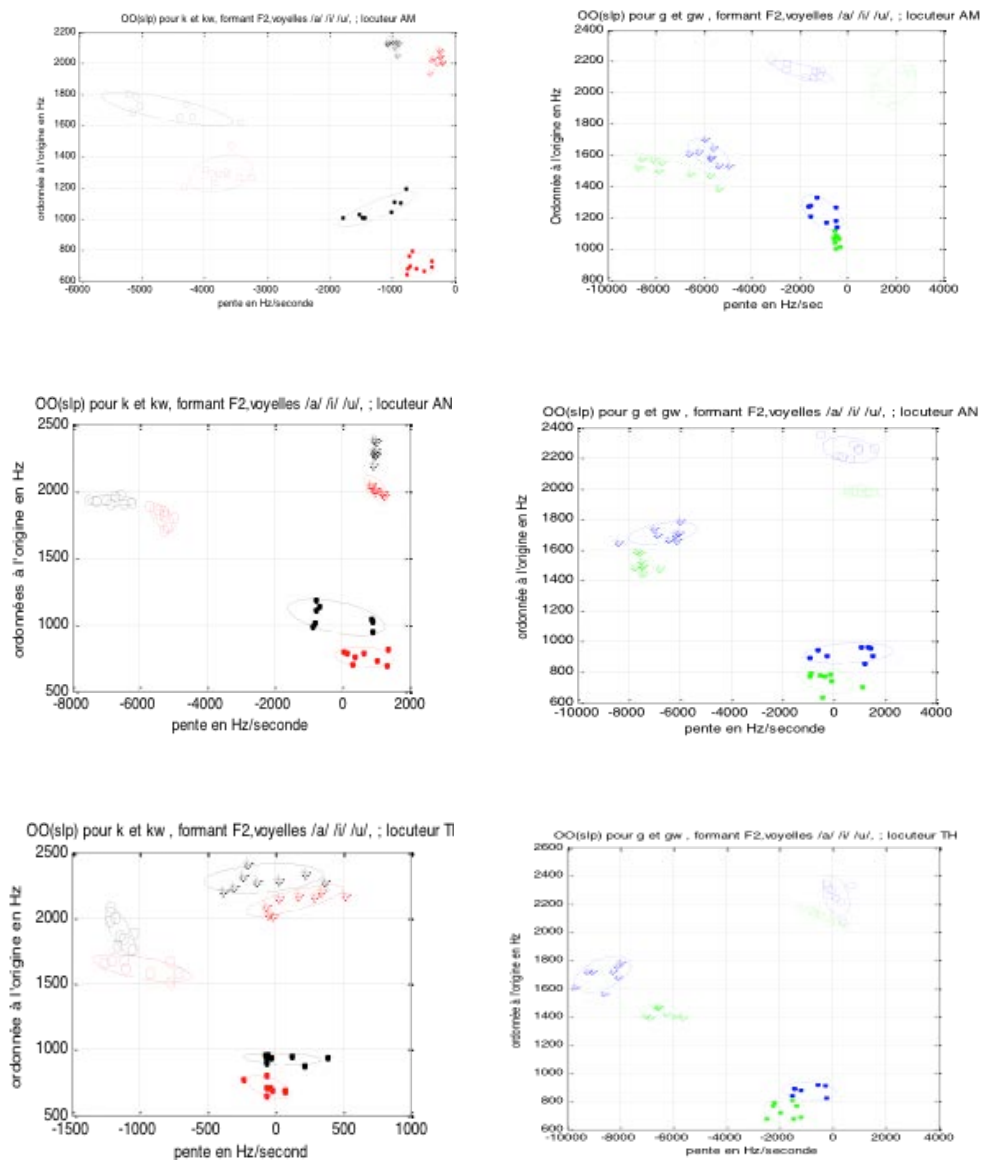 OO(slp) pour k et kw, formant F2,voyelles /a/ /i/ /u/, ; locuteur AM
2200
2000
1800
1600
1400
1200
1000
800
600
ordonnée à l'origine en Hz
-6000 -5000 -4000 -3000 -2000 -1000 0
pente en Hz/seconde
OO(slp) pour g et gw , formant F2,voyelles /a/ /i/ /u/, ; locuteur AM
2400
2200
2000
1800
1600
1400
1200
1000
800
Ordonnée à l'origine en Hz
-10000 -8000 -6000 -4000 -2000 0 2000 4000
pente en Hz/sec
OO(slp) pour k et kw, formant F2,voyelles /a/ /i/ /u/, ; locuteur AN
2500
2000
1500
1000
500
ordonnées à l'origine en Hz
-8000 -6000 -4000 -2000 0 2000
pente en Hz/seconde
OO(slp) pour g et gw , formant F2,voyelles /a/ /i/ /u/, ; locuteur AN
2400
2200
2000
1800
1600
1400
1200
1000
800
600
ordonnée à l'origine en Hz
-10000 -8000 -6000 -4000 -2000 0 2000 4000
pente en Hz/seconde
OO(slp) pour k et kw , formant F2,voyelles /a/ /i/ /u/, ; locuteur T
2500
2000
1500
1000
500
ordonnée à l'origine en Hz
-1500 -1000 -500 0 500 1000
pente en Hz/second
OO(slp) pour g et gw , formant F2,voyelles /a/ /i/ /u/, ; locuteur TH
2600
2400
2200
2000
1800
1600
1400
1200
1000
800
600
ordonnée à l'origine en Hz
-10000 -8000 -6000 -4000 -2000 0 2000 4000
pente en Hz/seconde